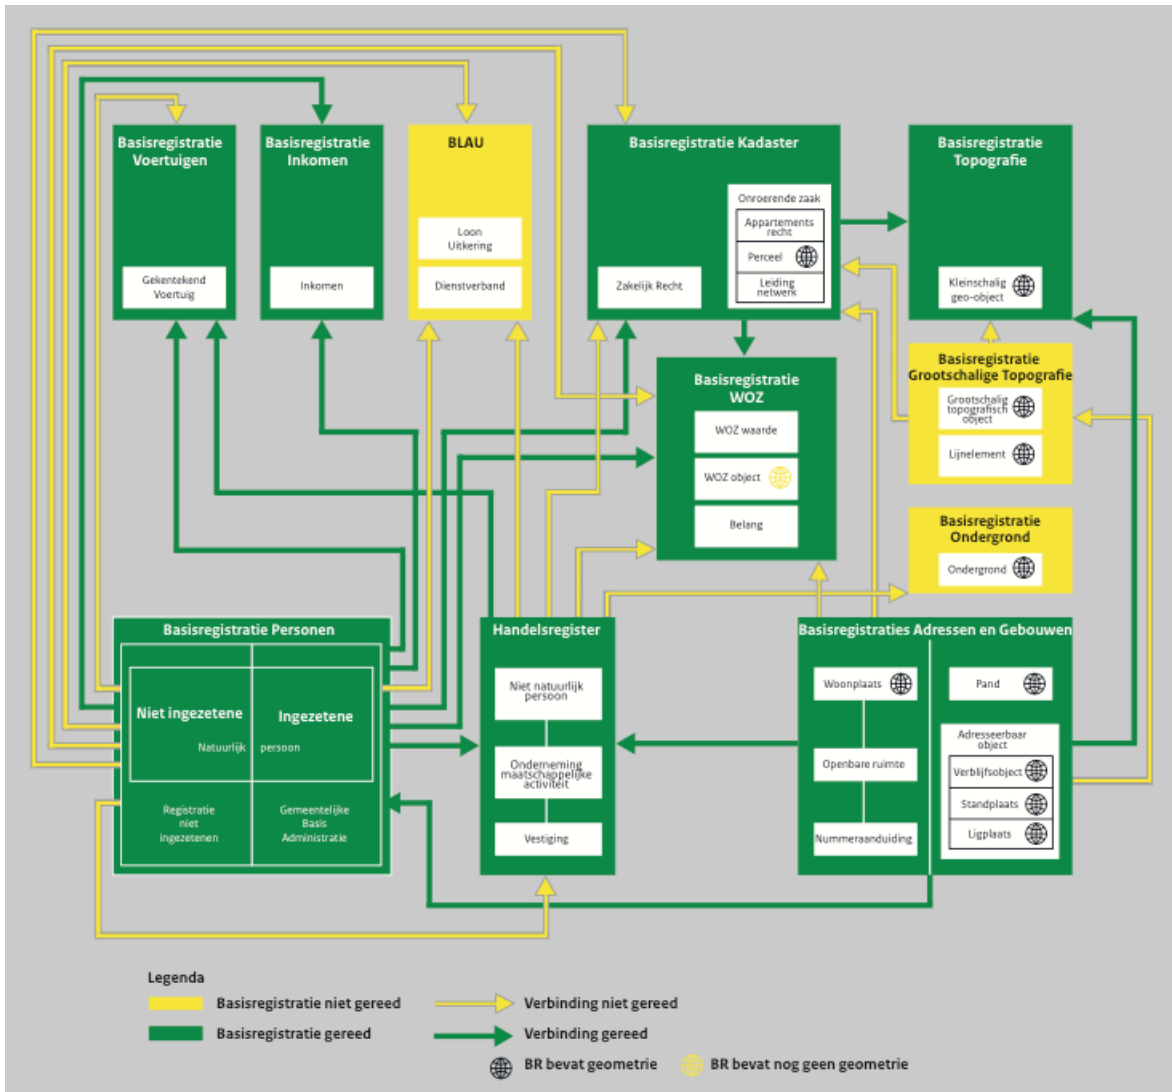 Basisregistratie
Voertuigen
Gekentekend
Voertuig
Basisregistratie
Inkomen
Inkomen
BLAU
Loon
Uitkering
Dienstverband
Basisregistratie Kadaster
Zakelijk Recht
Onroerende zaak
Appartements
recht
Perceel
Leiding
netwerk
Basisregistratie
Topografie
Kleinschalig
geo-object
Basisregistratie
Grootschalige Topografie
Grootschalig
topografisch
object
Lijnelement
Basisregistratie
WOZ
WOZ waarde
WOZ object
Belang
Basisregistratie
Ondergrond
Ondergrond
Basisregistratie Personen
Niet ingezetene
Ingezetene
Natuurlijk persoon
Registratie
niet
ingezetenen
Gemeentelijke
Basis
Administratie
Handelsregister
Niet natuurlijk
persoon
Onderneming
maatschappelijke
activiteit
Vestiging
Basisregistraties Adressen en Gebouwen
Woonplaats
Openbare ruimte
Nummeraanduiding
Pand
Adresseerbaar
object
Verblijfsobject
Standplaats
Ligplaats
Legenda
Basisregistratie niet gereed
Verbinding niet gereed
Basisregistratie gereed
Verbinding gereed
BR bevat geometrie
BR bevat nog geen geometrie